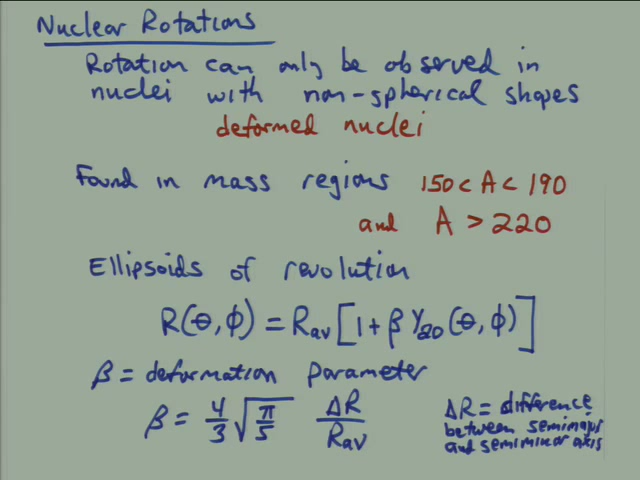 Nuclear Rotations
Rotation can only be observed in
nuclei with non-spherical shapes
deformed nuclei
Found in mass regions 150 < A < 190
and A > 220
Ellipsoids of revolution
R(θ,ϕ) = Rav [1 + β Y20 (θ,ϕ)]
β = deformation parameter
β = 4/3 √(π/5) ΔR/Rav
ΔR = difference
between semimajor
and semiminor axis